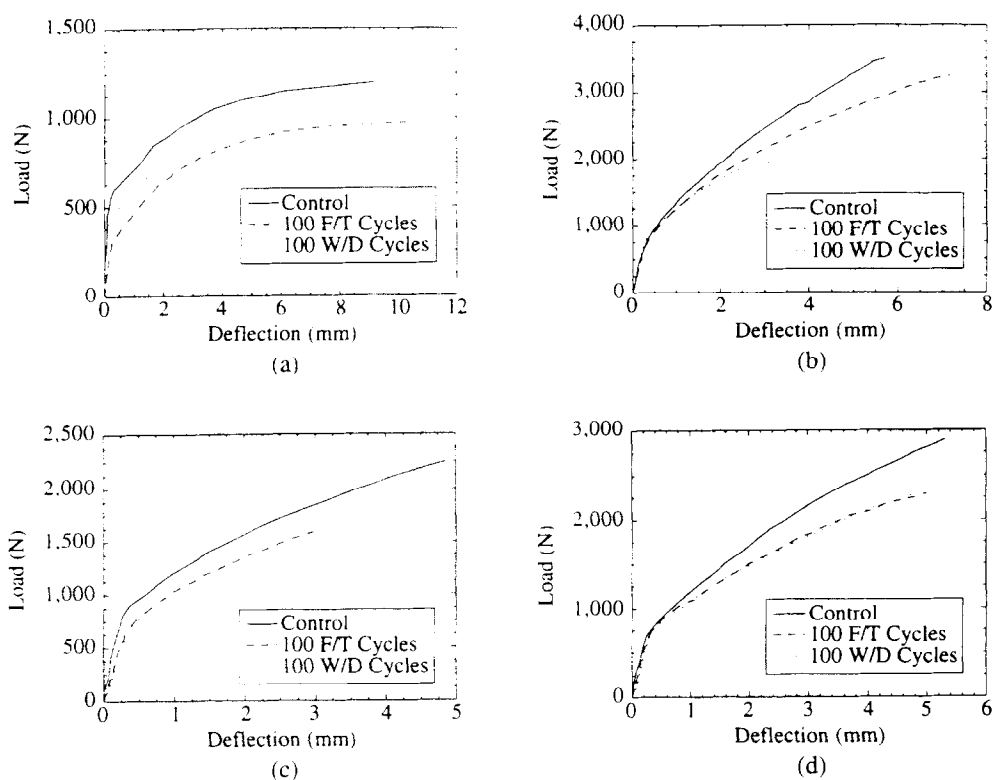 1,500
1,000
500
0
Load (N)
Control
100 F/T Cycles
100 W/D Cycles
0 2 4 6 8 10 12
Deflection (mm)
(a)
4,000
3,000
2,000
1,000
0
Load (N)
Control
100 F/T Cycles
100 W/D Cycles
0 2 4 6 8
Deflection (mm)
(b)
2,500
2,000
1,500
1,000
500
0
Load (N)
Control
100 F/T Cycles
100 W/D Cycles
0 1 2 3 4 5
Deflection (mm)
(c)
3,000
2,000
1,000
0
Load (N)
Control
100 F/T Cycles
100 W/D Cycles
0 1 2 3 4 5 6
Deflection (mm)
(d)